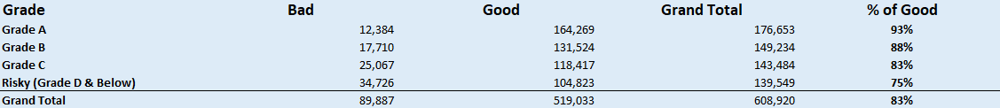 Grade Bad Good Grand Total % of Good
Grade A 12,384 164,269 176,653 93%
Grade B 17,710 131,524 149,234 88%
Grade C 25,067 118,417 143,484 83%
Risky (Grade D & Below) 34,726 104,823 139,549 75%
Grand Total 89,887 519,033 608,920 83%